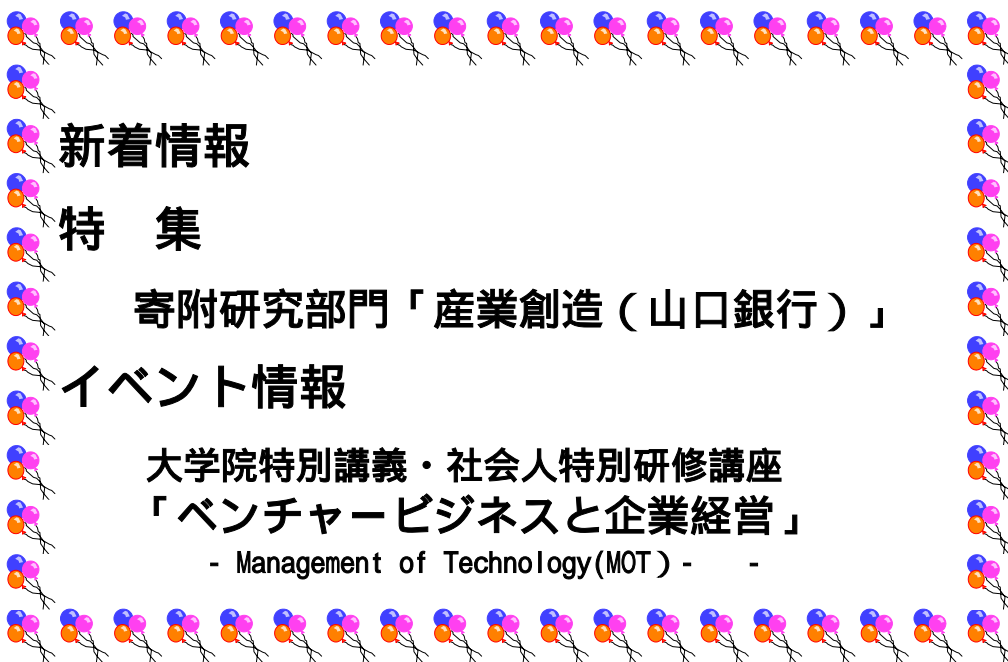 新着情報
特　集
寄附研究部門「産業創造（山口銀行）」
イベント情報
大学院特別講義・社会人特別研修講座
「ベンチャービジネスと企業経営」
- Management of Technology(MOT）-　-